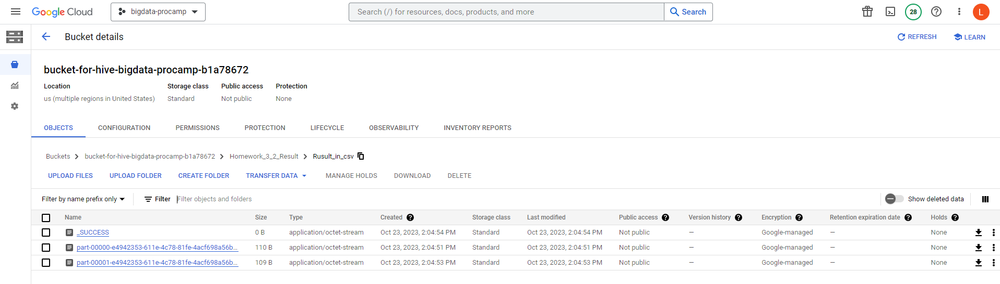 Google Cloud bigdata-procamp Search (/) for resources, docs, products, and more Search 28 L
Bucket details REFRESH LEARN
bucket-for-hive-bigdata-procamp-b1a78672
Location Storage class Public access Protection
us (multiple regions in United States) Standard Not public None
OBJECTS CONFIGURATION PERMISSIONS PROTECTION LIFECYCLE OBSERVABILITY INVENTORY REPORTS
Buckets > bucket-for-hive-bigdata-procamp-b1a78672 > Homework_3_2_Result > Rusult_in_csv
UPLOAD FILES UPLOAD FOLDER CREATE FOLDER TRANSFER DATA MANAGE HOLDS DOWNLOAD DELETE
Filter by name prefix only Filter Filter objects and folders Show deleted data
Name Size Type Created Storage class Last modified Public access Version history Encryption Retention expiration date Holds
_SUCCESS 0 B application/octet-stream Oct 23, 2023, 2:04:54 PM Standard Oct 23, 2023, 2:04:54 PM Not public — Google-managed — None
part-00000-e4942353-611e-4c78-81fe-4acf698a56b... 110 B application/octet-stream Oct 23, 2023, 2:04:51 PM Standard Oct 23, 2023, 2:04:51 PM Not public — Google-managed — None
part-00001-e4942353-611e-4c78-81fe-4acf698a56b... 109 B application/octet-stream Oct 23, 2023, 2:04:53 PM Standard Oct 23, 2023, 2:04:53 PM Not public — Google-managed — None